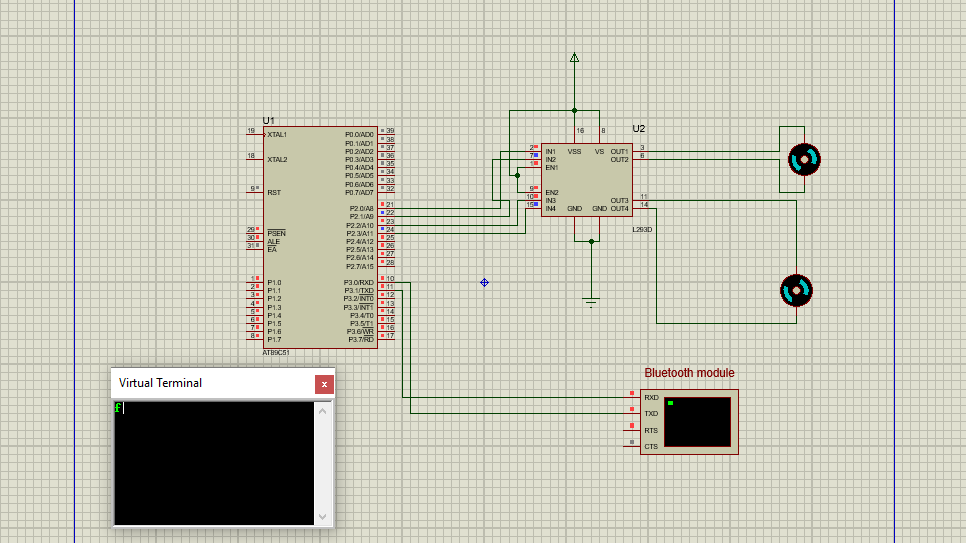 U1
19 XTAL1
18 XTAL2
9 RST
29 PSEN
30 ALE
31 EA
1 P1.0
2 P1.1
3 P1.2
4 P1.3
5 P1.4
6 P1.5
7 P1.6
8 P1.7
P0.0/AD0 39
P0.1/AD1 38
P0.2/AD2 37
P0.3/AD3 36
P0.4/AD4 35
P0.5/AD5 34
P0.6/AD6 33
P0.7/AD7 32
P2.0/A8 21
P2.1/A9 22
P2.2/A10 23
P2.3/A11 24
P2.4/A12 25
P2.5/A13 26
P2.6/A14 27
P2.7/A15 28
P3.0/RXD 10
P3.1/TXD 11
P3.2/INT0 12
P3.3/INT1 13
P3.4/T0 14
P3.5/T1 15
P3.6/WR 16
P3.7/RD 17
AT89C51
U2
16 8
VSS VS
2 IN1
7 IN2
1 EN1
9 EN2
10 IN3
15 IN4
OUT1 3
OUT2 6
OUT3 11
OUT4 14
GND GND
L293D
Bluetooth module
RXD
TXD
RTS
CTS
Virtual Terminal x
f